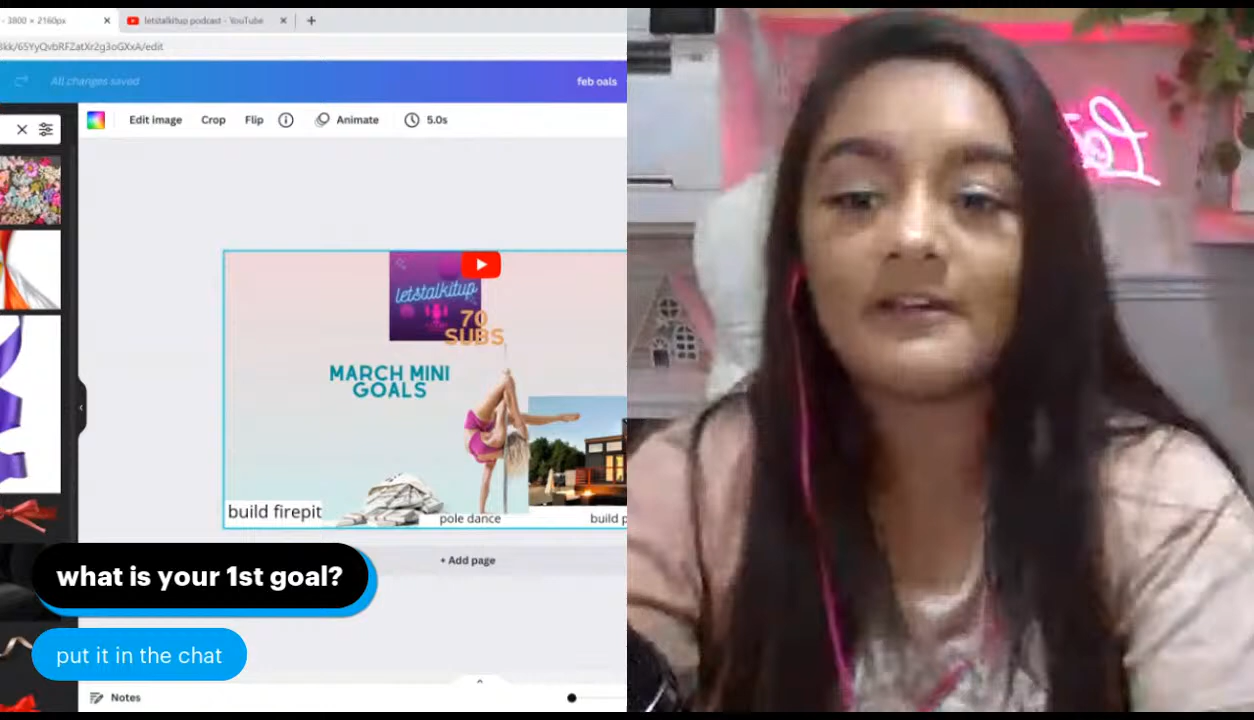 - 3800 × 2160px
letstalkitup podcast - YouTube
kk/65YyQvbRFZatXr2g3oGXxA/edit
All changes saved
feb oals
Edit image Crop Flip Animate 5.0s
letstalkitup
70
SUBS
MARCH MINI
GOALS
build firepit
pole dance
build p
+ Add page
what is your 1st goal?
put it in the chat
Notes